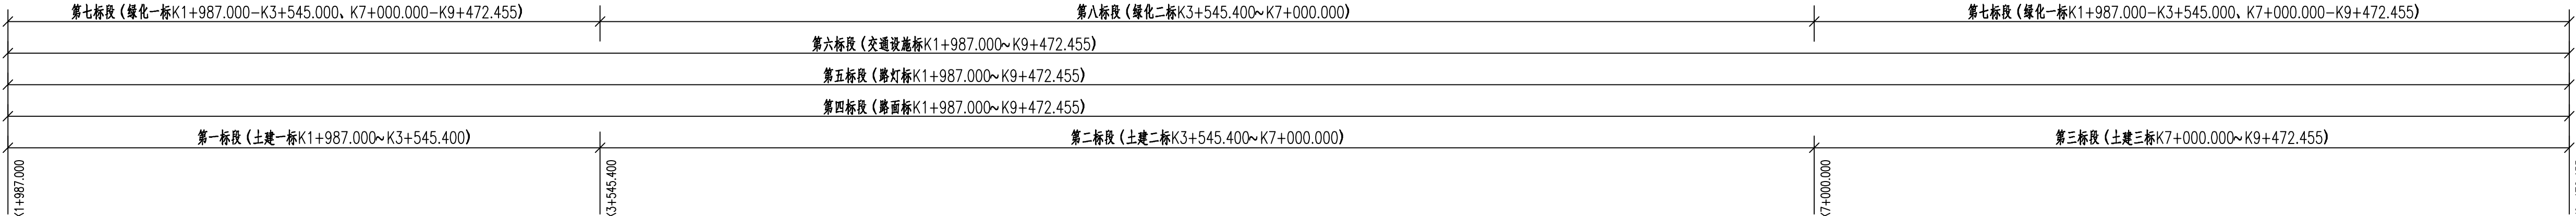 第七标段（绿化一标K1+987.000-K3+545.000、K7+000.000-K9+472.455）
第八标段（绿化二标K3+545.400~K7+000.000）
第七标段（绿化一标K1+987.000-K3+545.000、K7+000.000-K9+472.455）
第六标段（交通设施标K1+987.000~K9+472.455）
第五标段（路灯标K1+987.000~K9+472.455）
第四标段（路面标K1+987.000~K9+472.455）
第一标段（土建一标K1+987.000~K3+545.400）
第二标段（土建二标K3+545.400~K7+000.000）
第三标段（土建三标K7+000.000~K9+472.455）
K1+987.000
K3+545.400
K7+000.000